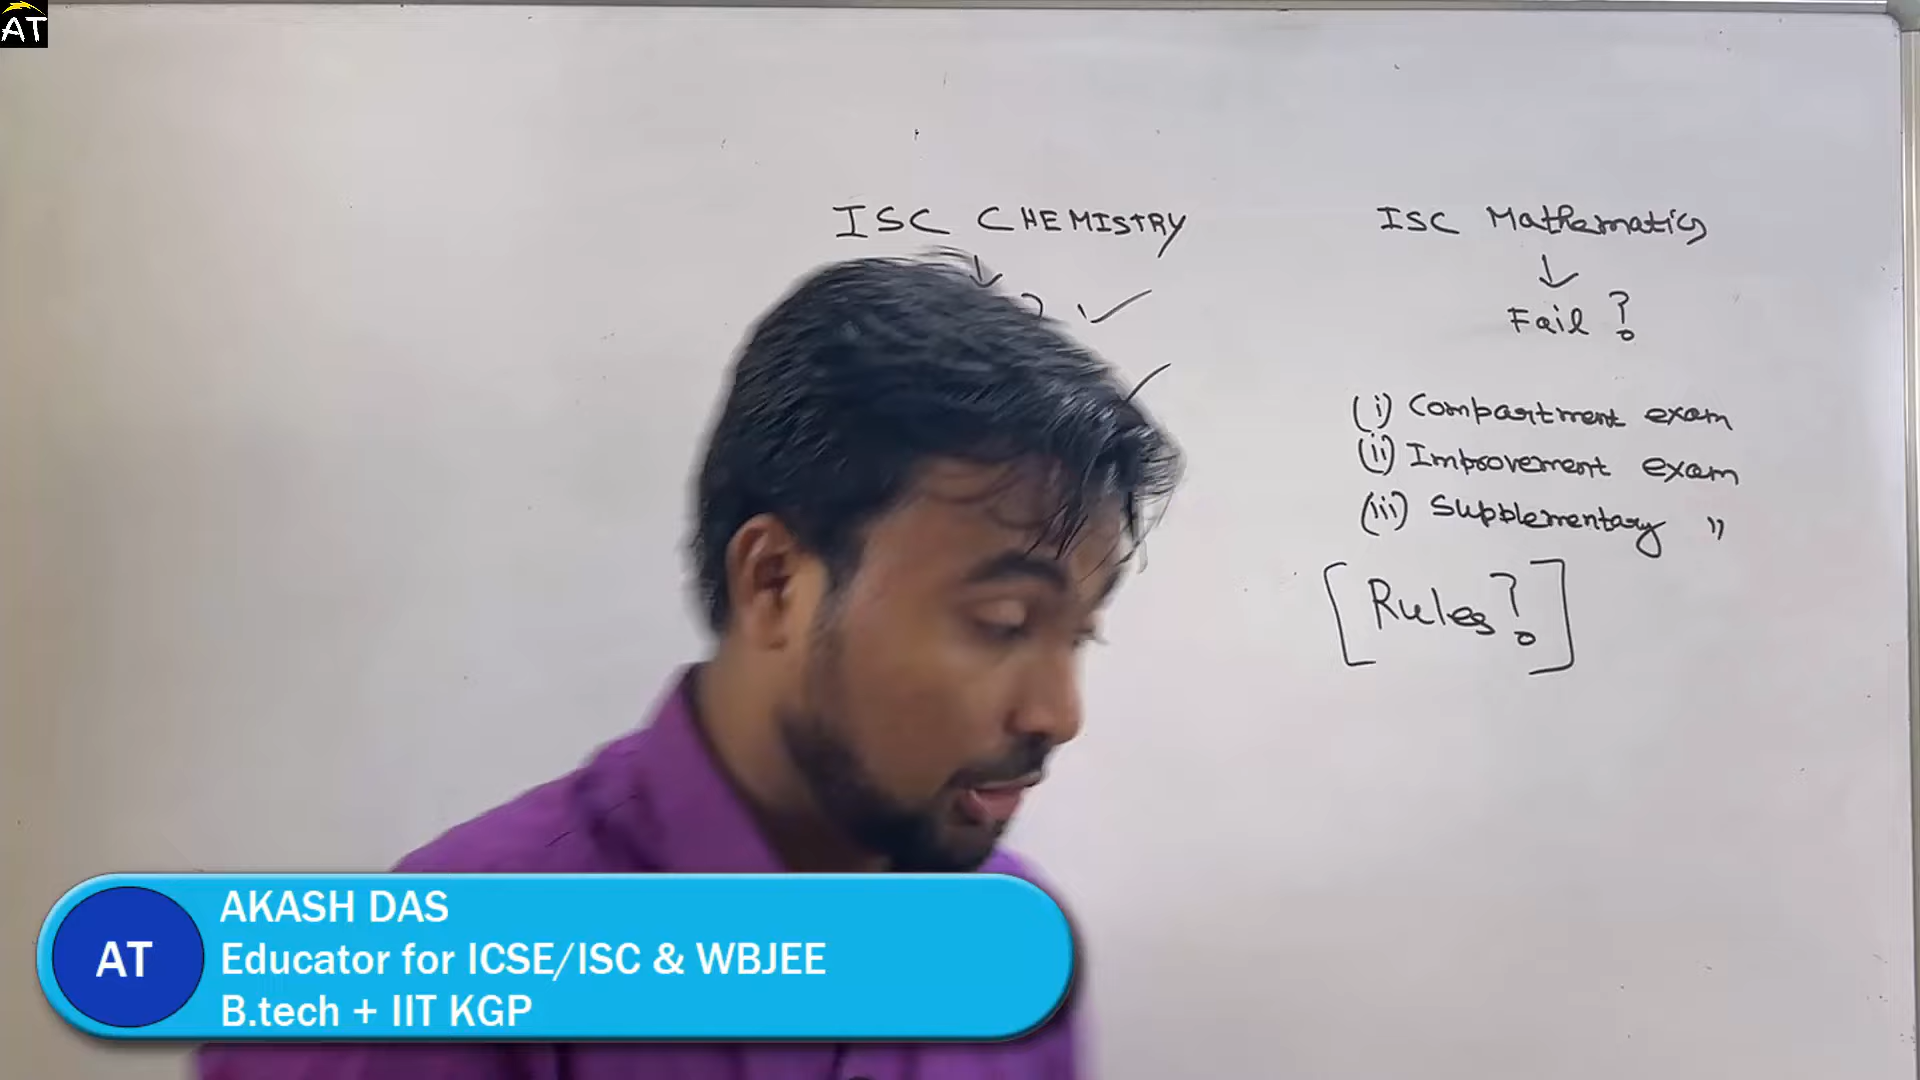 AT
ISC CHEMISTRY
?
ISC Mathematics
Fail ?
(i) Compartment exam
(ii) Improvement exam
(iii) Supplementary "
[Rules?]
AT
AKASH DAS
Educator for ICSE/ISC & WBJEE
B.tech + IIT KGP